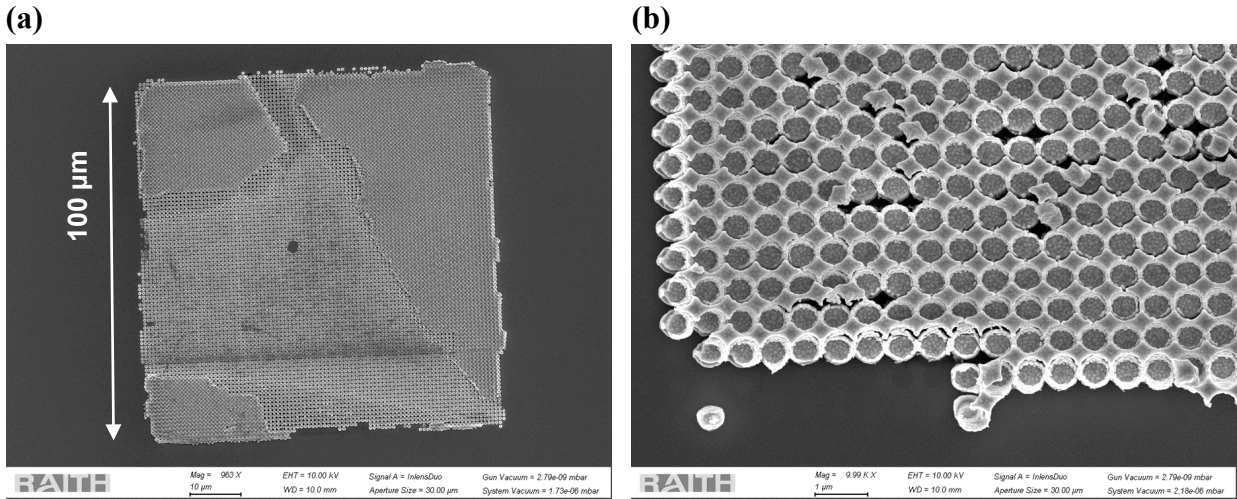 (a)
(b)
100 µm
RAITH
Mag = 963 X
10 µm
EHT = 10.00 kV
WD = 10.0 mm
Signal A = InlensDuo
Aperture Size = 30.00 µm
Gun Vacuum = 2.79e-09 mbar
System Vacuum = 1.73e-06 mbar
RAITH
Mag = 9.99 K X
1 µm
EHT = 10.00 kV
WD = 10.0 mm
Signal A = InlensDuo
Aperture Size = 30.00 µm
Gun Vacuum = 2.79e-09 mbar
System Vacuum = 2.18e-06 mbar